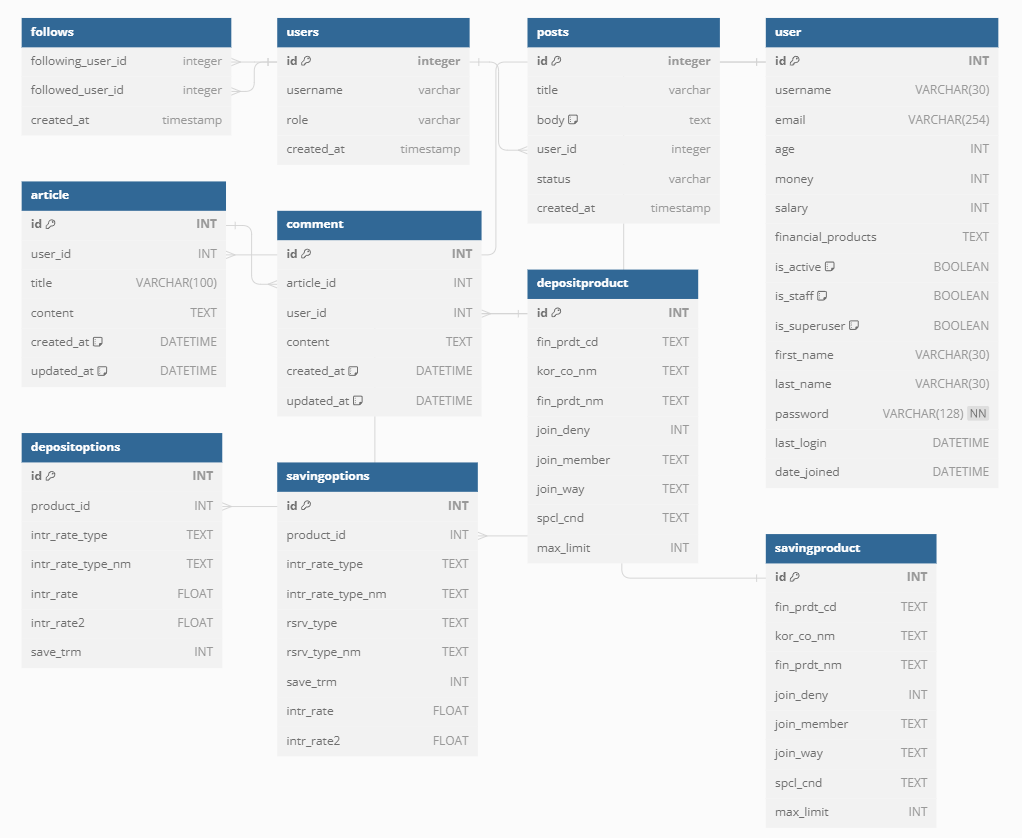 follows
following_user_id integer
followed_user_id integer
created_at timestamp
users
id integer
username varchar
role varchar
created_at timestamp
posts
id integer
title varchar
body text
user_id integer
status varchar
created_at timestamp
user
id INT
username VARCHAR(30)
email VARCHAR(254)
age INT
money INT
salary INT
financial_products TEXT
is_active BOOLEAN
is_staff BOOLEAN
is_superuser BOOLEAN
first_name VARCHAR(30)
last_name VARCHAR(30)
password VARCHAR(128) NN
last_login DATETIME
date_joined DATETIME
article
id INT
user_id INT
title VARCHAR(100)
content TEXT
created_at DATETIME
updated_at DATETIME
comment
id INT
article_id INT
user_id INT
content TEXT
created_at DATETIME
updated_at DATETIME
depositproduct
id INT
fin_prdt_cd TEXT
kor_co_nm TEXT
fin_prdt_nm TEXT
join_deny INT
join_member TEXT
join_way TEXT
spcl_cnd TEXT
max_limit INT
depositoptions
id INT
product_id INT
intr_rate_type TEXT
intr_rate_type_nm TEXT
intr_rate FLOAT
intr_rate2 FLOAT
save_trm INT
savingoptions
id INT
product_id INT
intr_rate_type TEXT
intr_rate_type_nm TEXT
rsrv_type TEXT
rsrv_type_nm TEXT
save_trm INT
intr_rate FLOAT
intr_rate2 FLOAT
savingproduct
id INT
fin_prdt_cd TEXT
kor_co_nm TEXT
fin_prdt_nm TEXT
join_deny INT
join_member TEXT
join_way TEXT
spcl_cnd TEXT
max_limit INT